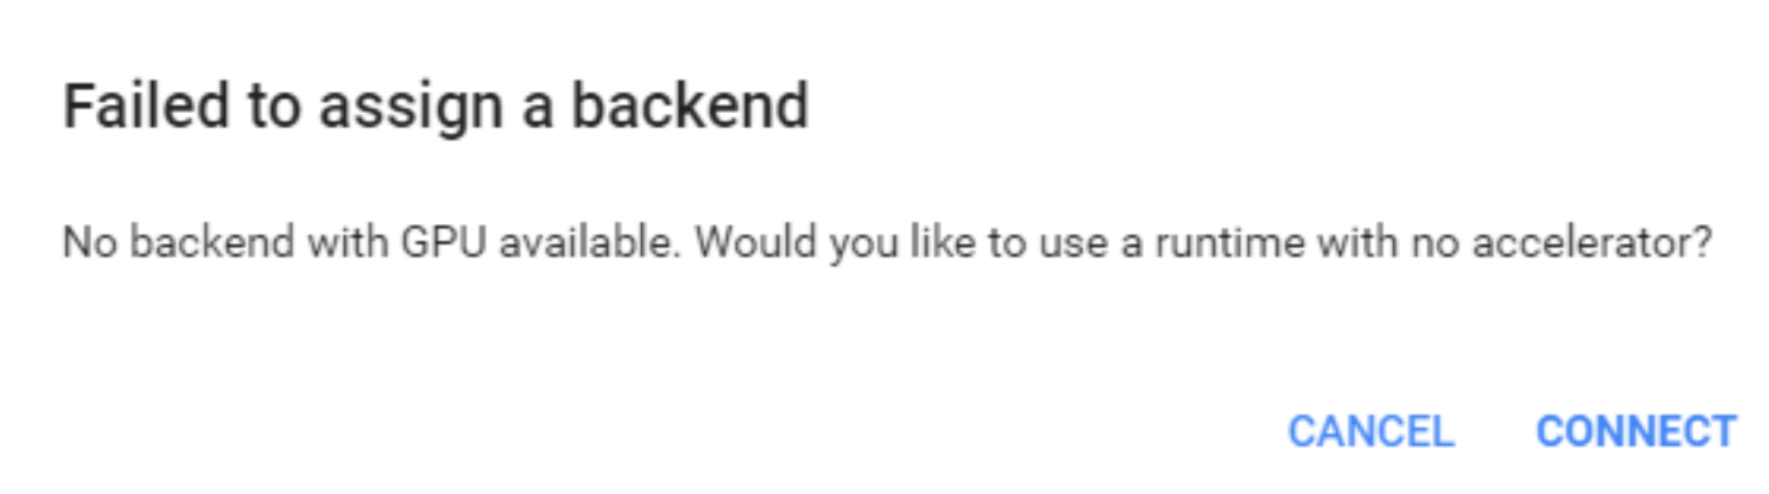 Failed to assign a backend
No backend with GPU available. Would you like to use a runtime with no accelerator?
CANCEL CONNECT